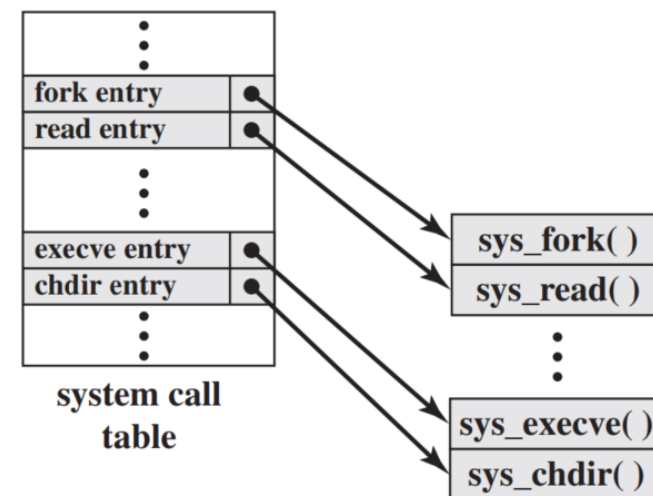 fork entry
read entry
execve entry
chdir entry
system call
table
sys_fork( )
sys_read( )
sys_execve( )
sys_chdir( )